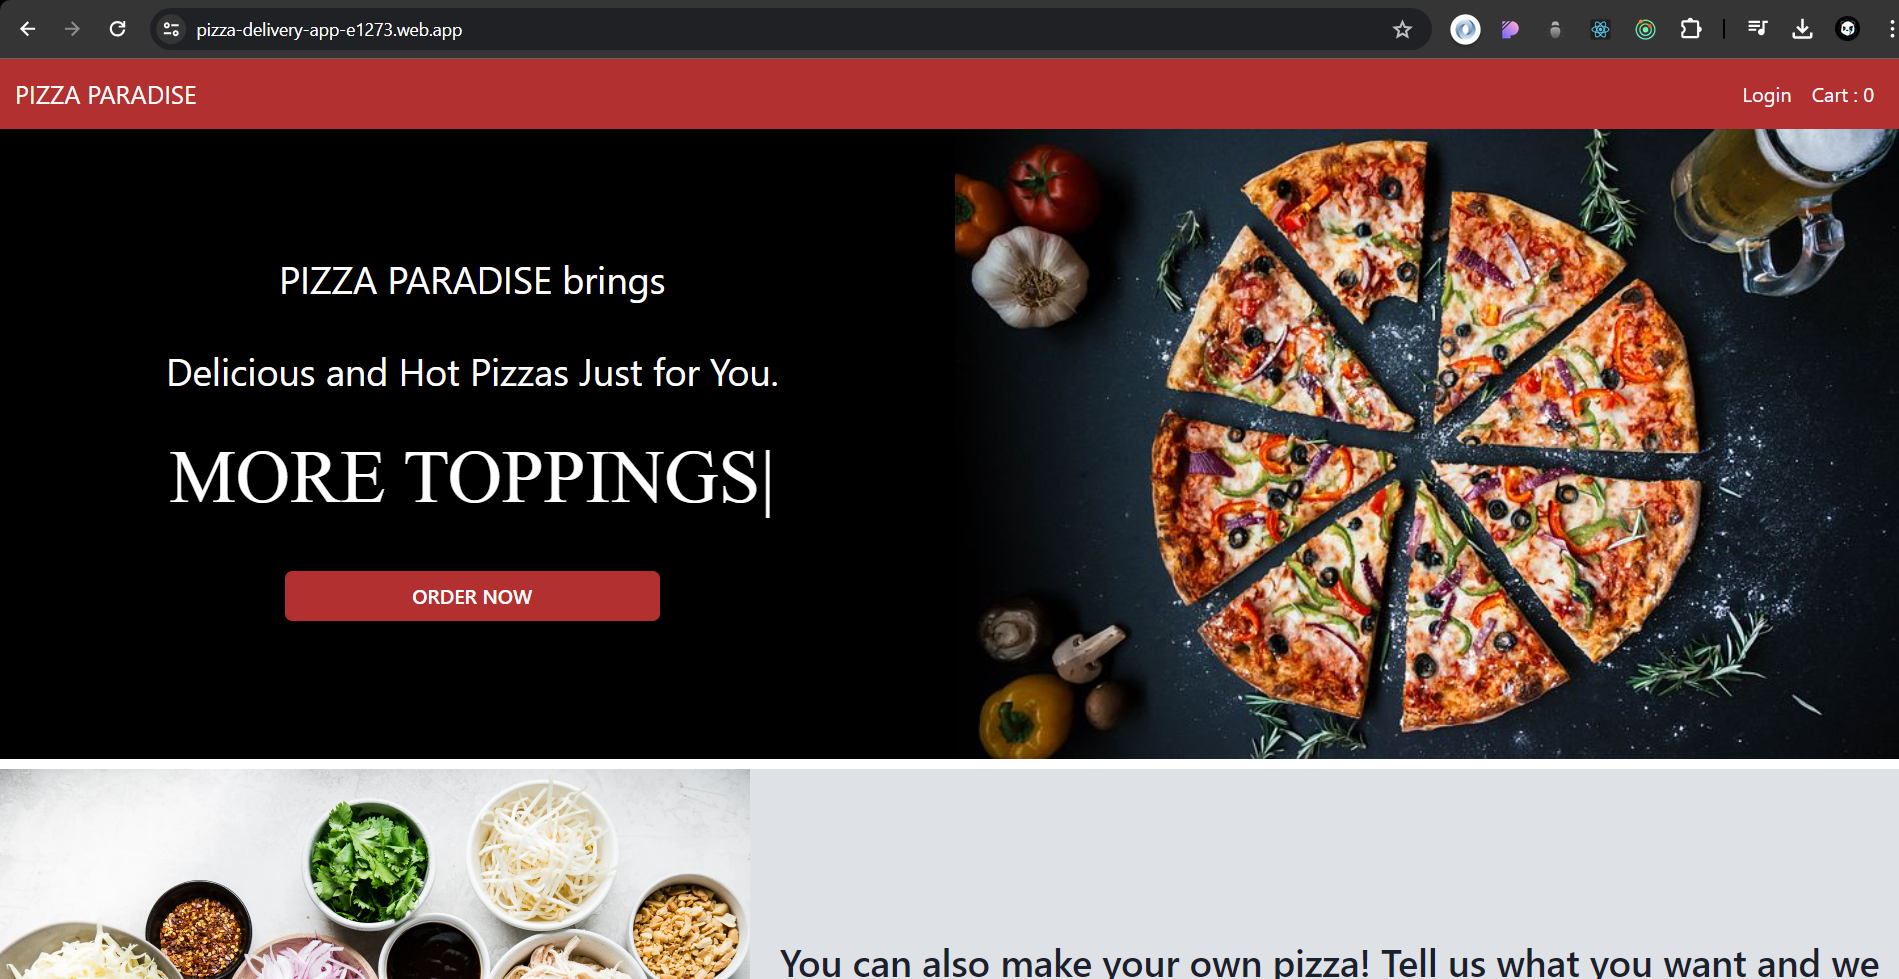 pizza-delivery-app-e1273.web.app
PIZZA PARADISE
Login Cart : 0
PIZZA PARADISE brings
Delicious and Hot Pizzas Just for You.
MORE TOPPINGS|
ORDER NOW
You can also make your own pizza! Tell us what you want and we